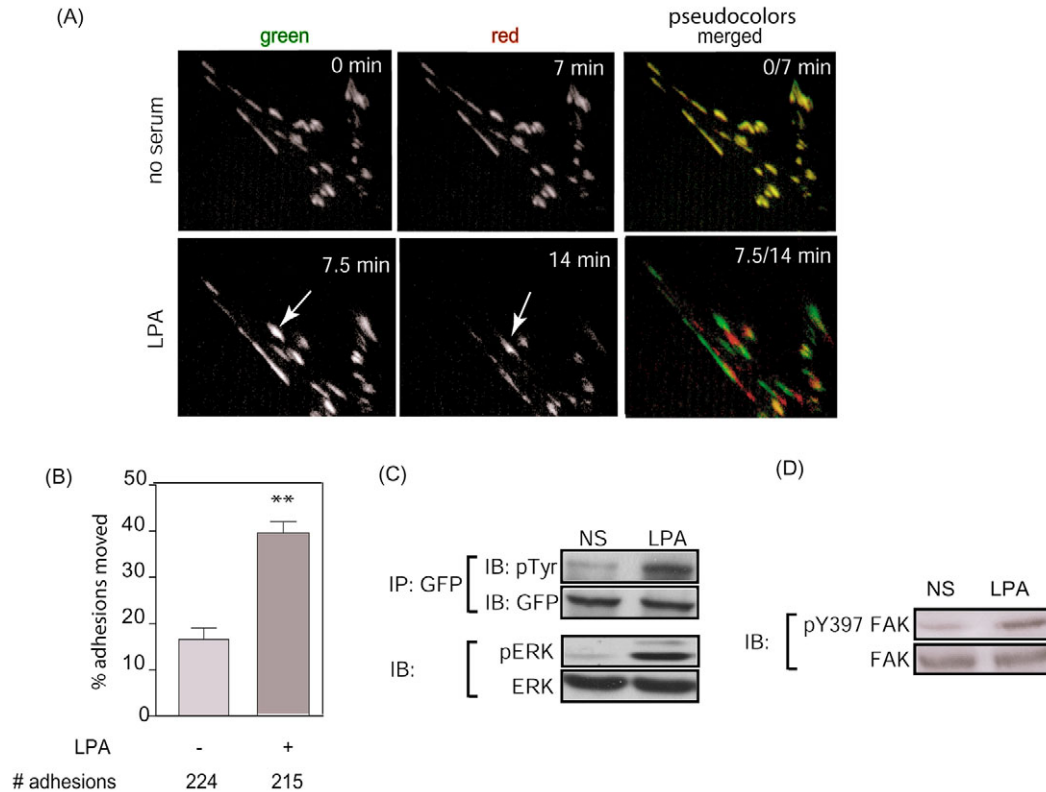 (A)
green red pseudocolors merged
no serum
0 min 7 min 0/7 min
LPA
7.5 min 14 min 7.5/14 min
(B)
% adhesions moved
50
40
30
20
10
0
**
LPA - +
# adhesions 224 215
(C)
NS LPA
IP: GFP
IB: pTyr
IB: GFP
IB:
pERK
ERK
(D)
NS LPA
IB:
pY397 FAK
FAK